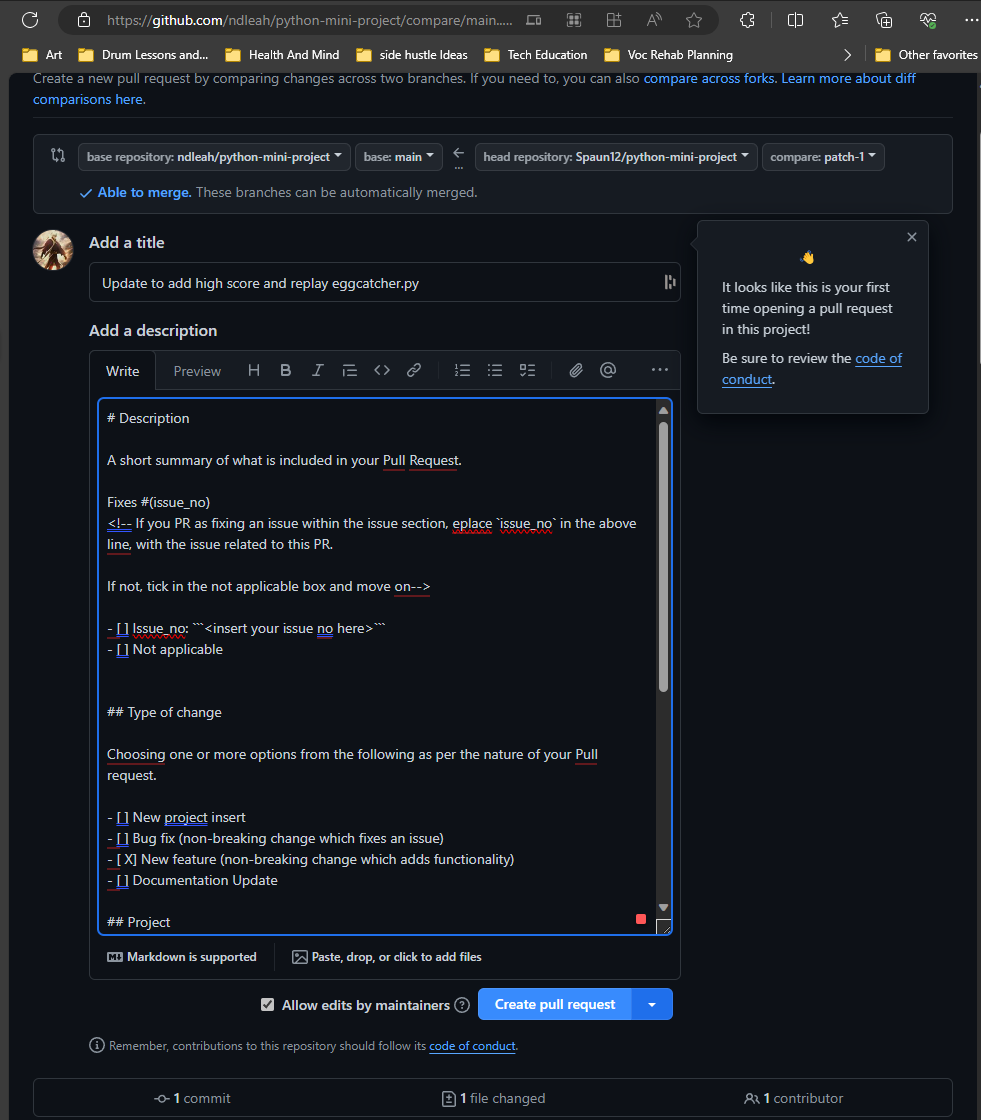 https://github.com/ndleah/python-mini-project/compare/main.....
Art
Drum Lessons and...
Health And Mind
side hustle Ideas
Tech Education
Voc Rehab Planning
Other favorites
Create a new pull request by comparing changes across two branches. If you need to, you can also compare across forks. Learn more about diff
comparisons here.
base repository: ndleah/python-mini-project
base: main
...
head repository: Spaun12/python-mini-project
compare: patch-1
Able to merge. These branches can be automatically merged.
Add a title
Update to add high score and replay eggcatcher.py
It looks like this is your first
time opening a pull request
in this project!
Be sure to review the code of
conduct.
Add a description
Write
Preview
# Description
A short summary of what is included in your Pull Request.
Fixes #(issue_no)
<!-- If you PR as fixing an issue within the issue section, eplace `issue_no` in the above
line, with the issue related to this PR.
If not, tick in the not applicable box and move on-->
- [ ] Issue_no: ```<insert your issue no here>```
- [ ] Not applicable
## Type of change
Choosing one or more options from the following as per the nature of your Pull
request.
- [ ] New project insert
- [ ] Bug fix (non-breaking change which fixes an issue)
- [ X] New feature (non-breaking change which adds functionality)
- [ ] Documentation Update
## Project
Markdown is supported
Paste, drop, or click to add files
Allow edits by maintainers
Create pull request
Remember, contributions to this repository should follow its code of conduct.
1 commit
1 file changed
1 contributor